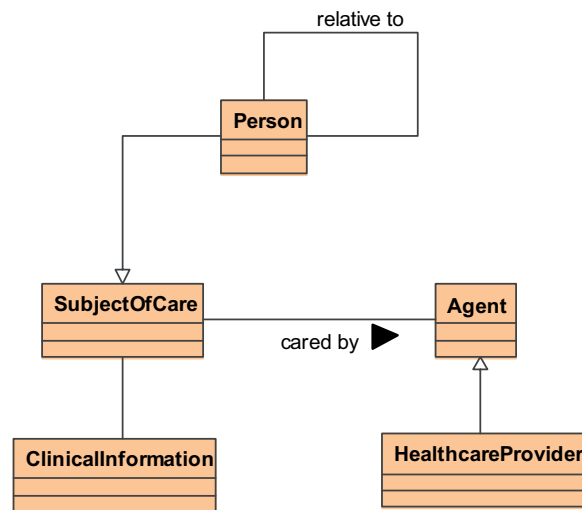 relative to
Person
SubjectOfCare
Agent
cared by
ClinicalInformation
HealthcareProvider